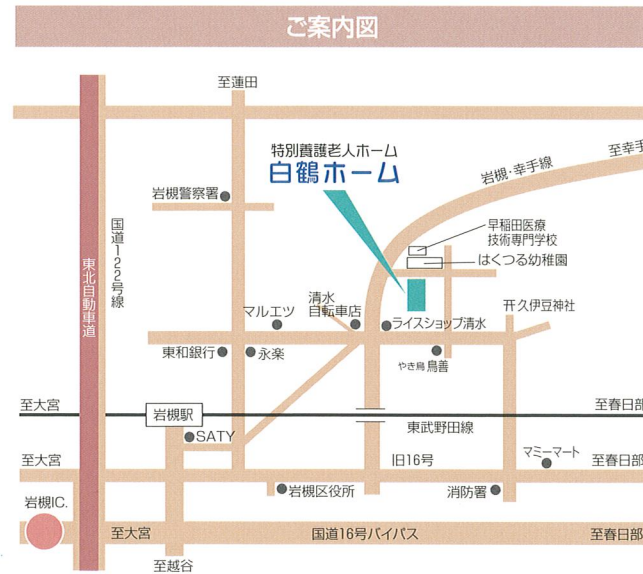 ご案内図
至蓮田
特別養護老人ホーム
白鶴ホーム
至幸手
岩槻・幸手線
岩槻警察署
早稲田医療
技術専門学校
はくつる幼稚園
国道122号線
東北自動車道
清水
自転車店
マルエツ
ライスショップ清水
久伊豆神社
東和銀行
永楽
やき鳥 鳥善
至大宮
岩槻駅
東武野田線
至春日部
SATY
至大宮
旧16号
マミーマート
至春日部
岩槻区役所
消防署
岩槻IC.
至大宮
国道16号バイパス
至春日部
至越谷